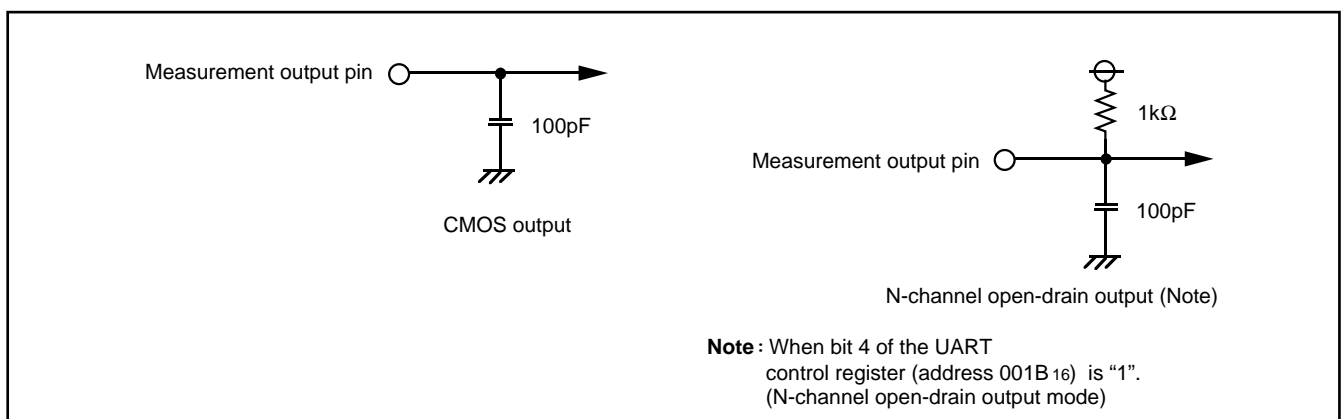 Measurement output pin
100pF
CMOS output
1kΩ
Measurement output pin
100pF
N-channel open-drain output (Note)
Note : When bit 4 of the UART
control register (address 001B16) is “1”.
(N-channel open-drain output mode)